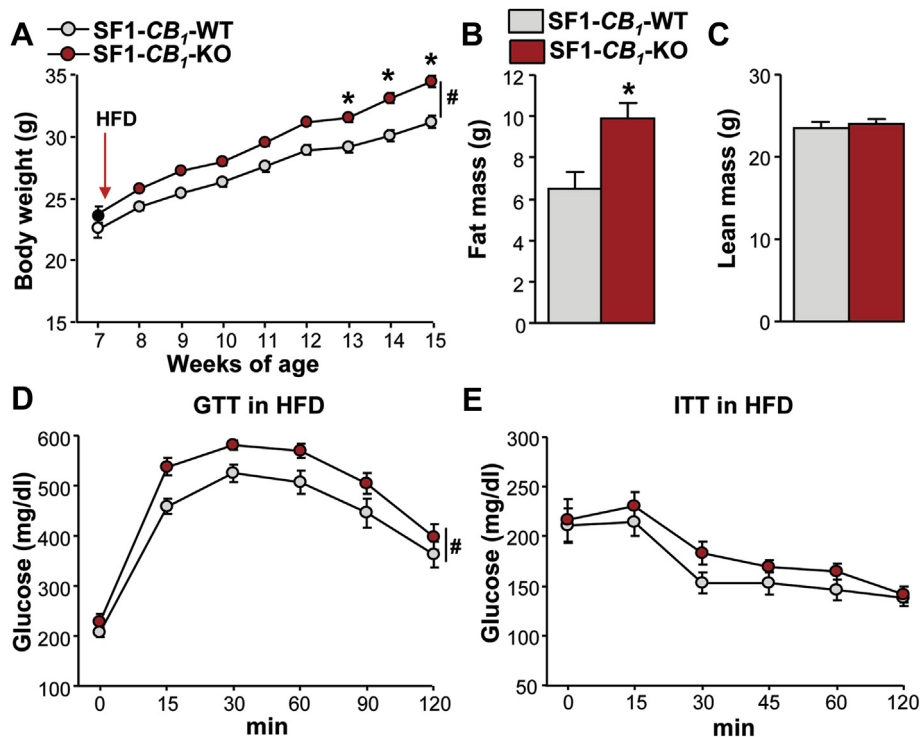 A
SF1-CB1-WT
SF1-CB1-KO
B
SF1-CB1-WT
SF1-CB1-KO
C
Body weight (g)
35
30
25
20
15
HFD
* * *
#
7 8 9 10 11 12 13 14 15
Weeks of age
Fat mass (g)
12
10
8
6
4
2
0
*
Lean mass (g)
30
20
10
0
D
GTT in HFD
Glucose (mg/dl)
600
500
400
300
200
100
#
0 15 30 60 90 120
min
E
ITT in HFD
Glucose (mg/dl)
300
250
200
150
100
50
0 15 30 45 60 120
min